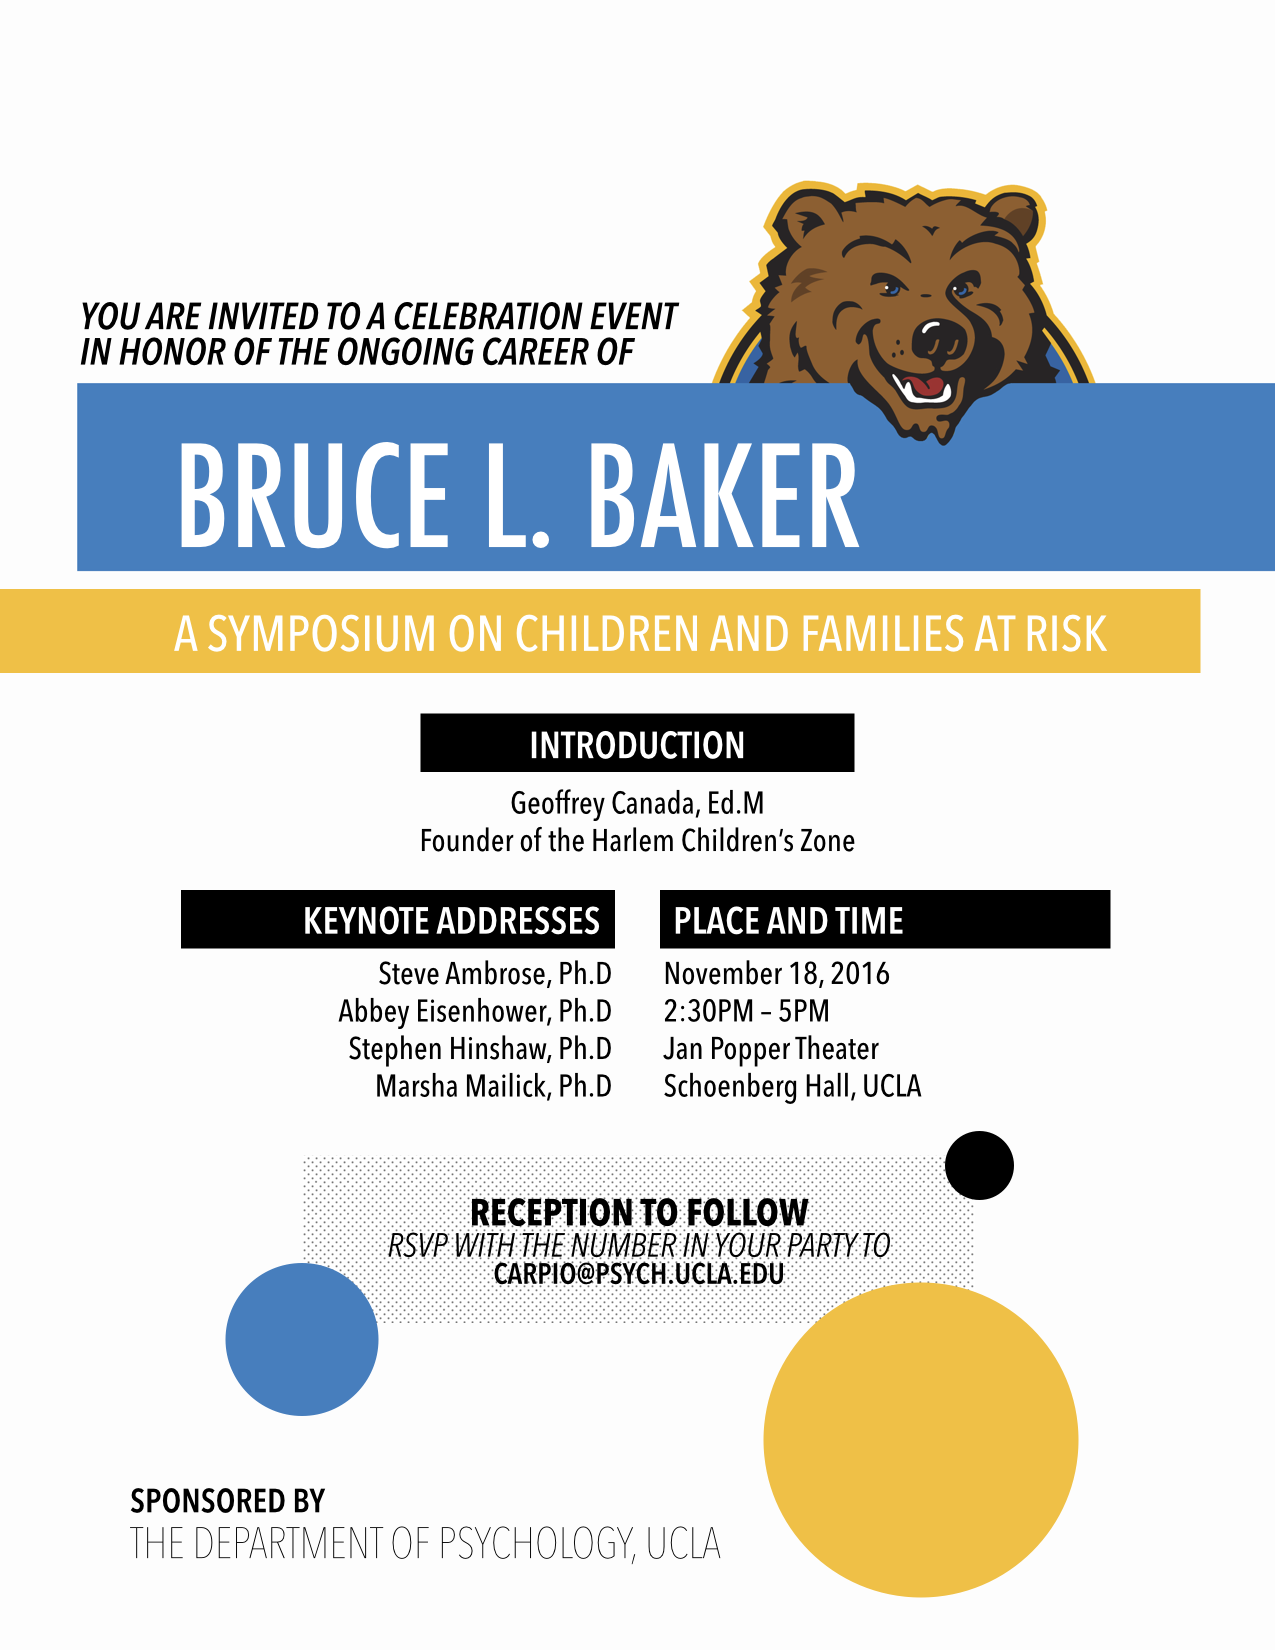 YOU ARE INVITED TO A CELEBRATION EVENT
IN HONOR OF THE ONGOING CAREER OF
BRUCE L. BAKER
A SYMPOSIUM ON CHILDREN AND FAMILIES AT RISK
INTRODUCTION
Geoffrey Canada, Ed.M
Founder of the Harlem Children’s Zone
KEYNOTE ADDRESSES
Steve Ambrose, Ph.D
Abbey Eisenhower, Ph.D
Stephen Hinshaw, Ph.D
Marsha Mailick, Ph.D
PLACE AND TIME
November 18, 2016
2:30PM – 5PM
Jan Popper Theater
Schoenberg Hall, UCLA
RECEPTION TO FOLLOW
RSVP WITH THE NUMBER IN YOUR PARTY TO
CARPIO@PSYCH.UCLA.EDU
SPONSORED BY
THE DEPARTMENT OF PSYCHOLOGY, UCLA